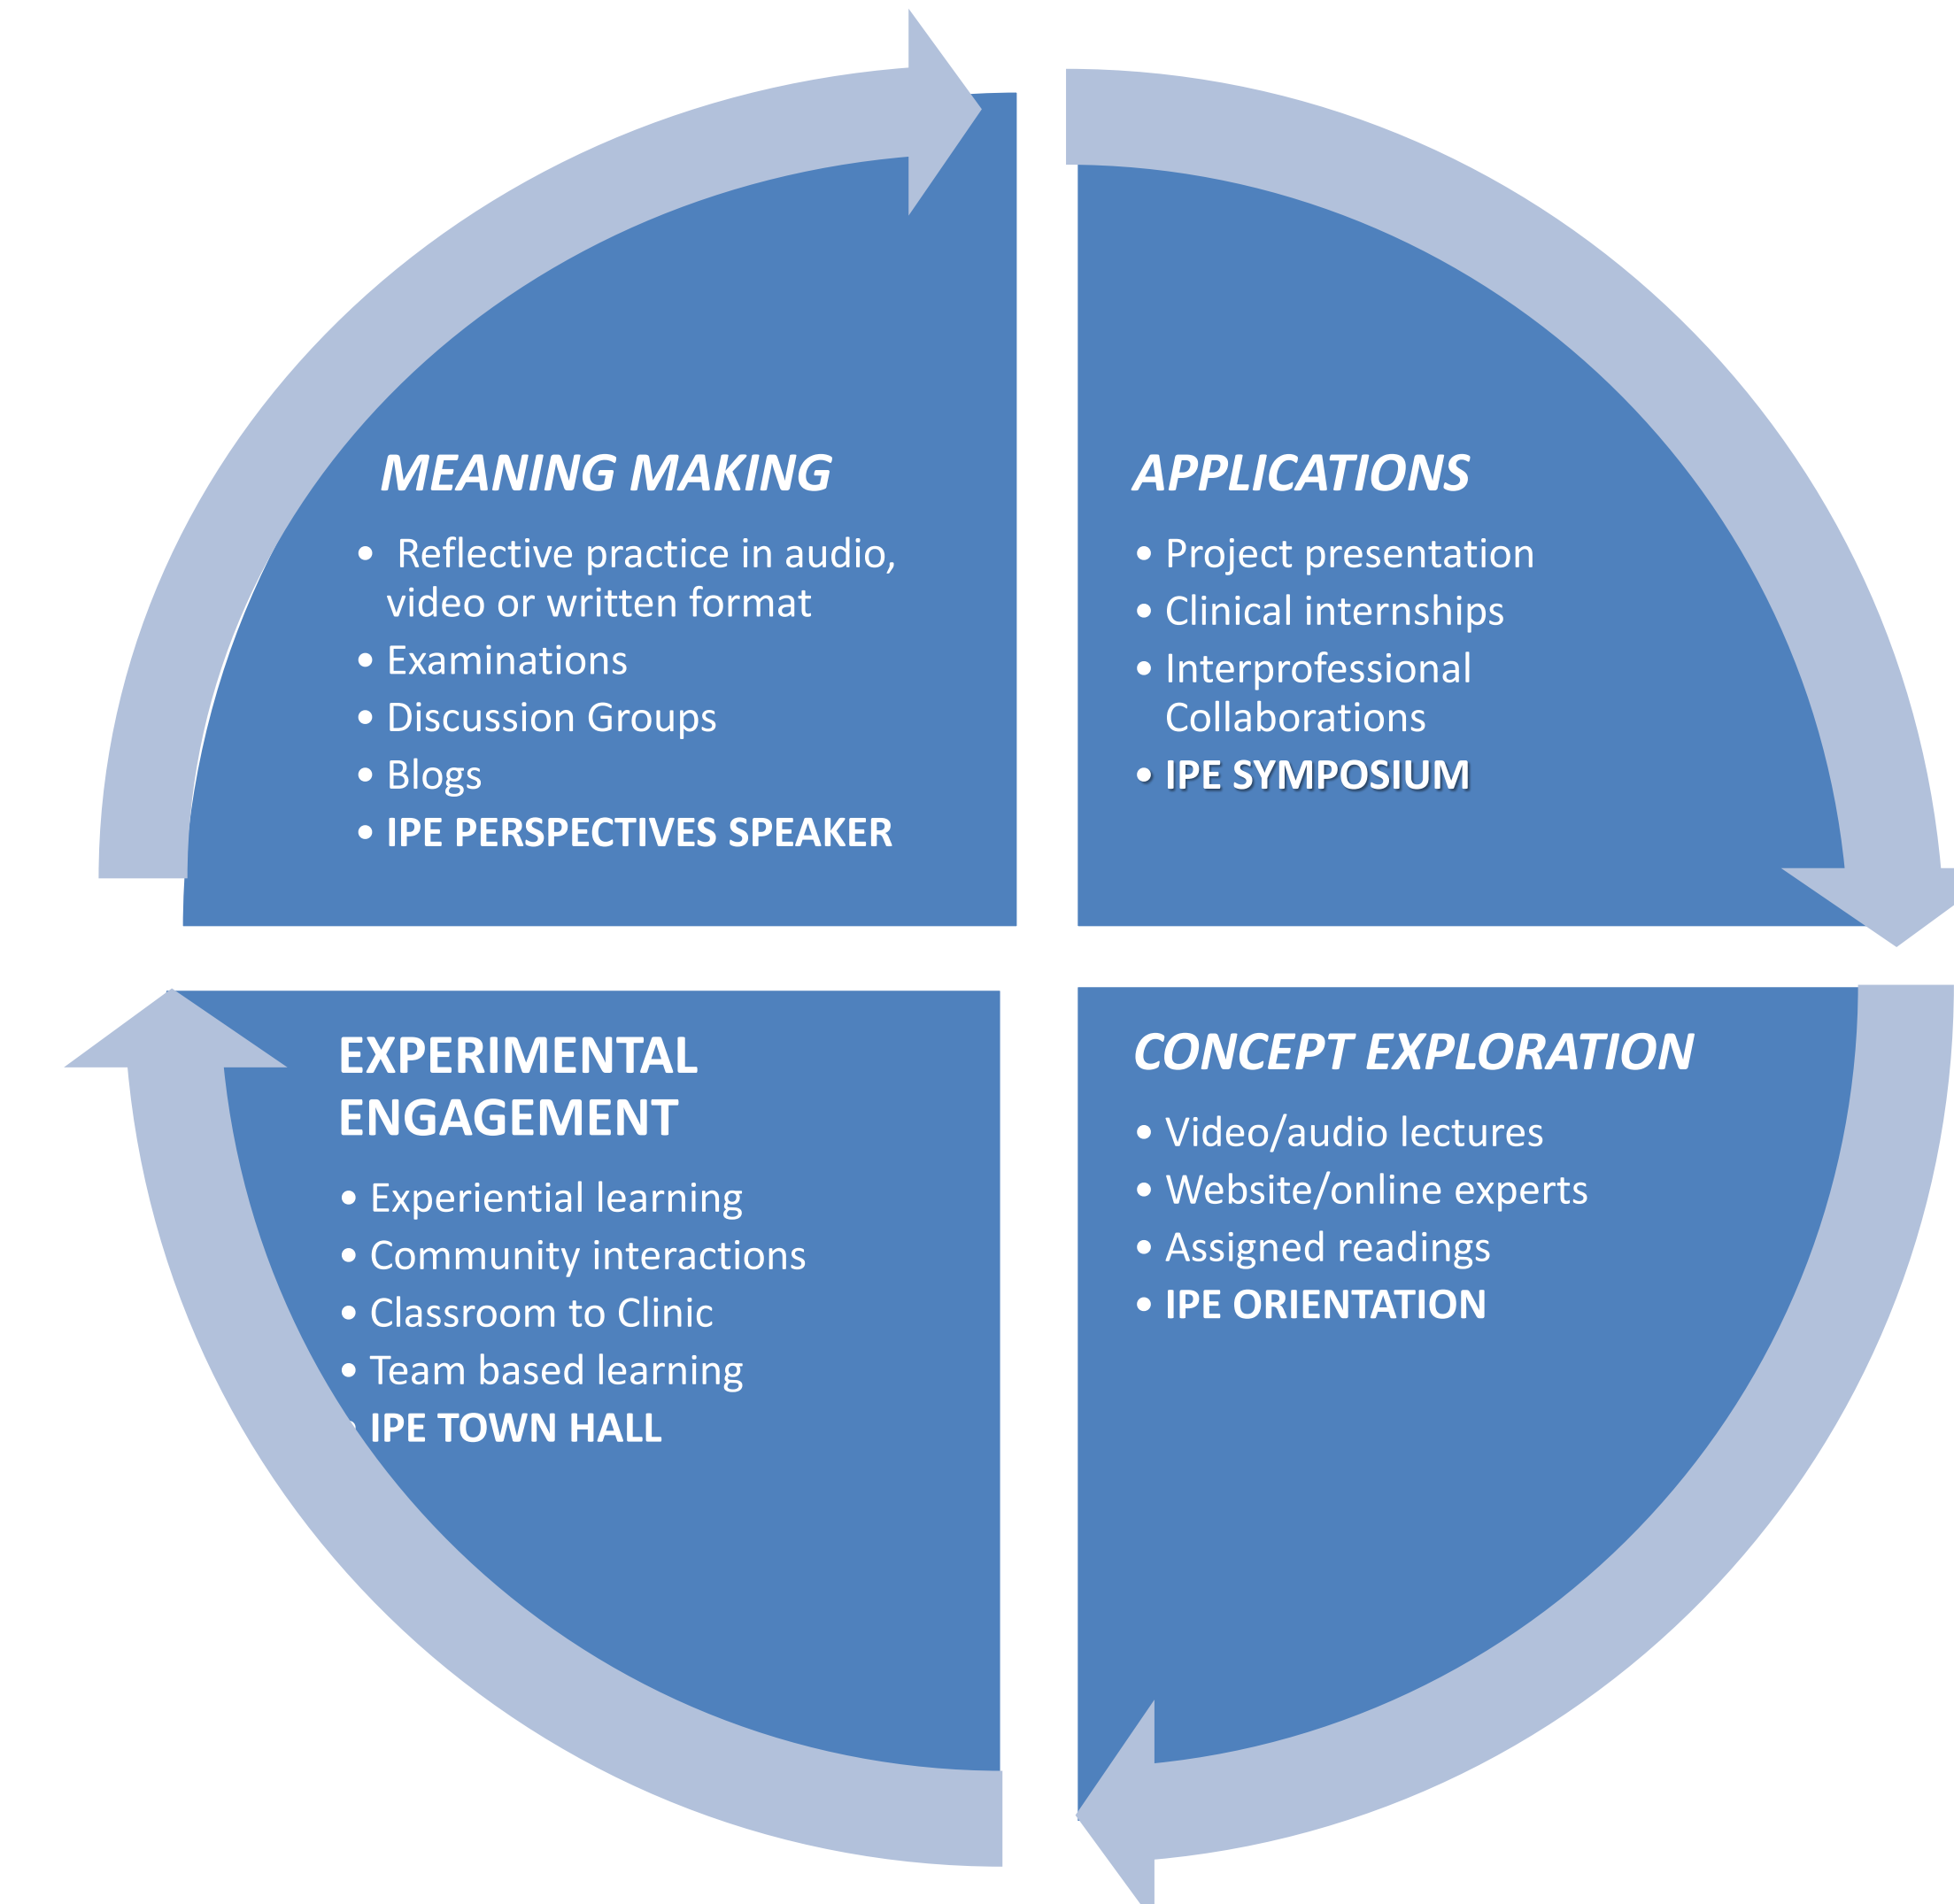 MEANING MAKING
• Reflective practice in audio,
video or written format
• Examinations
• Discussion Groups
• Blogs
• IPE PERSPECTIVES SPEAKER
APPLICATIONS
• Project presentation
• Clinical internships
• Interprofessional
Collaborations
• IPE SYMPOSIUM
EXPERIMENTAL
ENGAGEMENT
• Experiential learning
• Community interactions
• Classroom to Clinic
• Team based learning
• IPE TOWN HALL
CONCEPT EXPLORATION
• Video/audio lectures
• Website/online experts
• Assigned readings
• IPE ORIENTATION